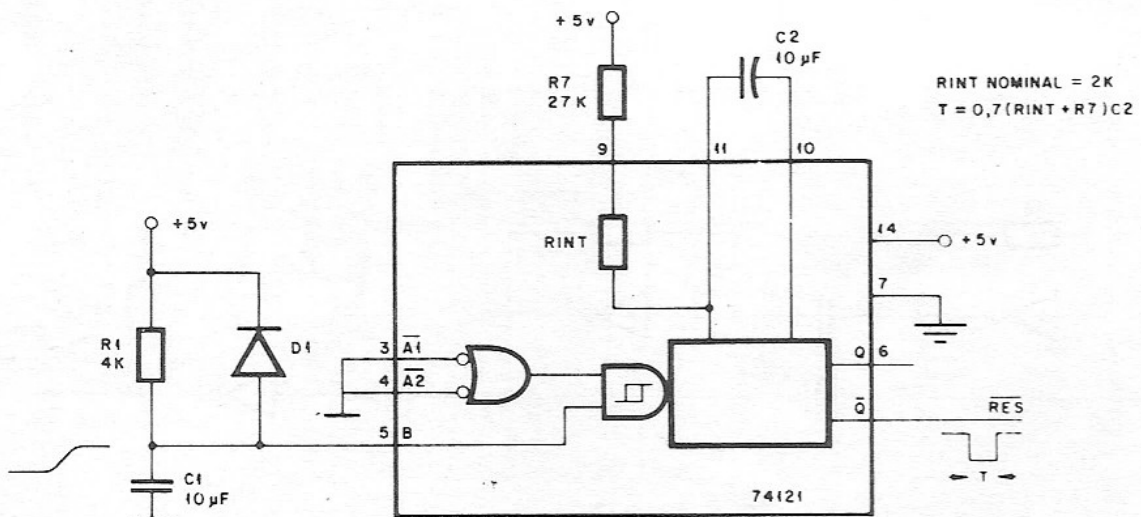 +5v
C2
10 µF
R7
27K
RINT NOMINAL = 2K
T = 0,7(RINT + R7)C2
9
11
10
+5v
RINT
14
+5v
7
R1
4K
D1
3
A1
4
A2
Q
6
5
B
Q
RES
C1
10 µF
T
74121